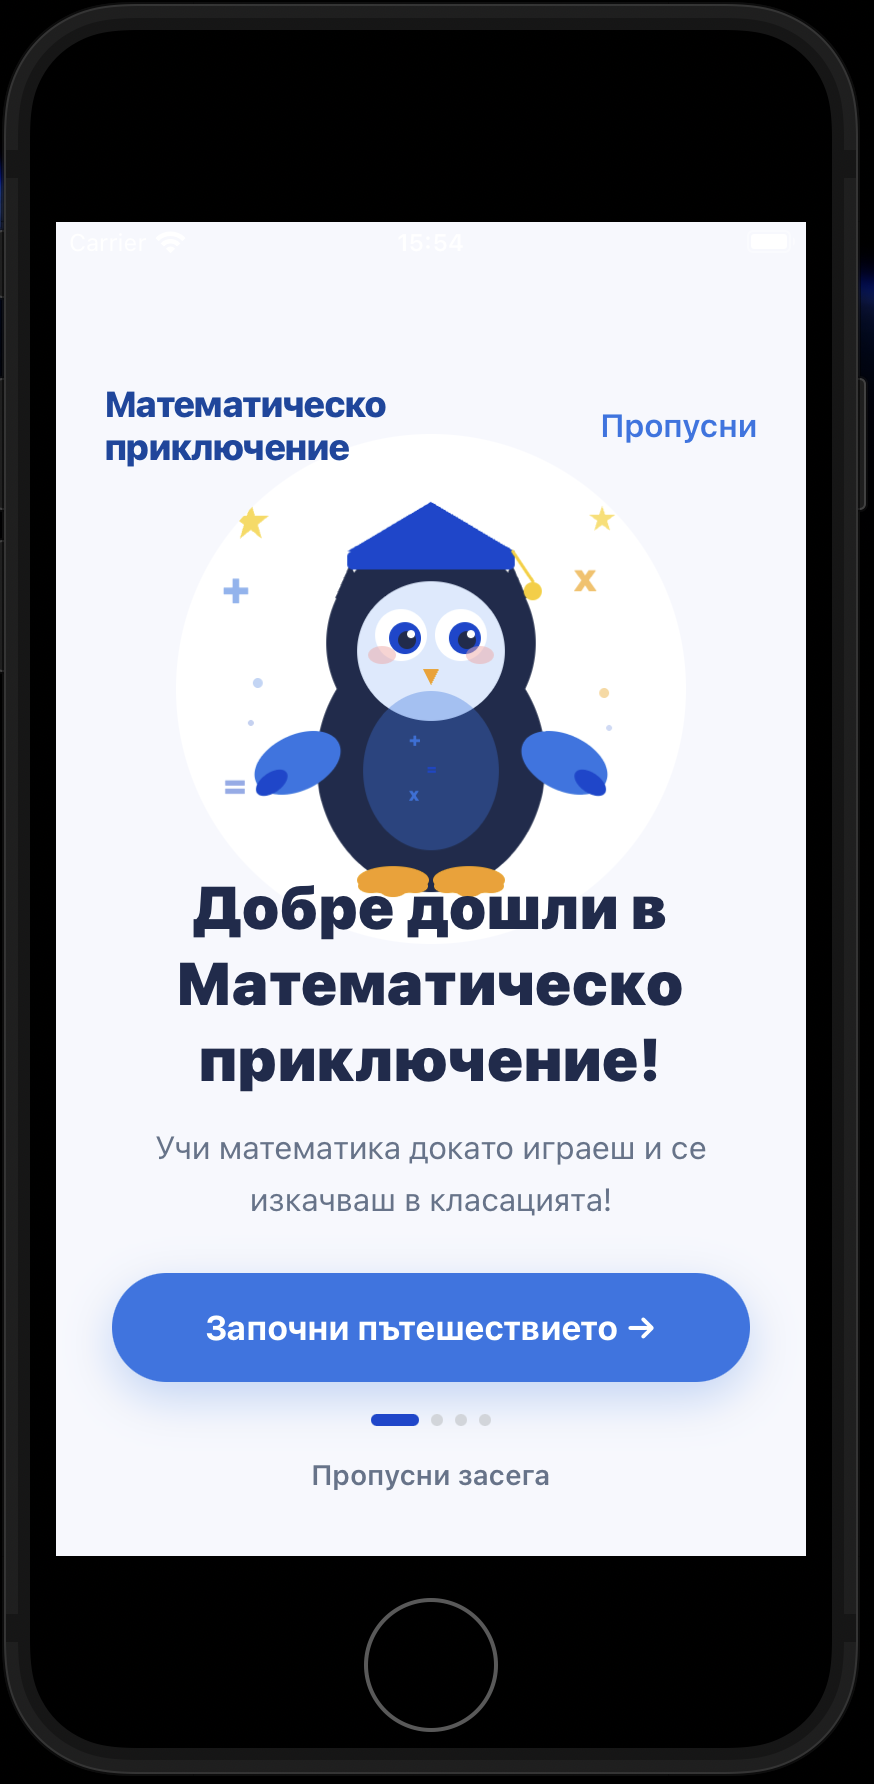 Carrier 15:54
Математическо
приключение
Пропусни
+
x
=
+
=
x
Добре дошли в
Математическо
приключение!
Учи математика докато играеш и се
изкачваш в класацията!
Започни пътешествието →
Пропусни засега